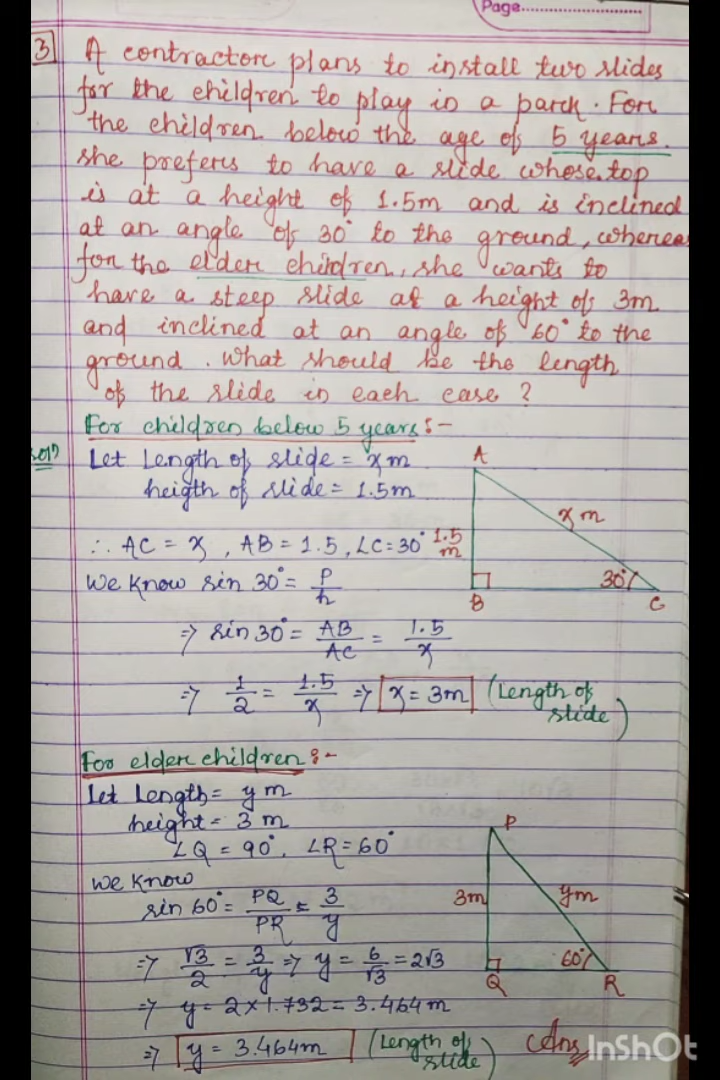 Page....................
3 A contractor plans to install two slides
for the children to play in a park. For
the children below the age of 5 years.
she prefers to have a slide whose top
is at a height of 1.5m and is inclined
at an angle of 30° to the ground, whereas
for the elder children, she wants to
have a steep slide at a height of 3m
and inclined at an angle of 60° to the
ground. What should be the length
of the slide in each case?
For children below 5 years :-
Solⁿ Let Length of slide = x m
heigth of slide = 1.5m
∴ AC = x, AB = 1.5, ∠C = 30°
We know sin 30° = P/h
⇒ sin 30° = AB/AC = 1.5/x
⇒ 1/2 = 1.5/x ⇒ x = 3m (Length of
slide)
A
x m
1.5
m
30°
B C
For elder children :-
Let Length = y m
height = 3 m
∠Q = 90°, ∠R = 60°
we know
sin 60° = PQ/PR = 3/y
⇒ √3/2 = 3/y ⇒ y = 6/√3 = 2√3
⇒ y = 2 × 1.732 = 3.464 m
⇒ y = 3.464m (Length of
slide)
P
3m
y m
60°
Q R
Ans
InShOt